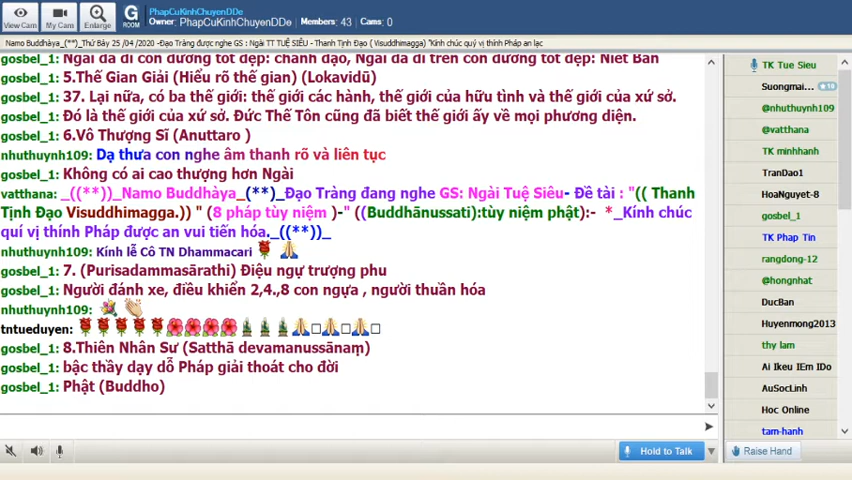 PhapCuKinhChuyenDDe
Owner: PhapCuKinhChuyenDDe Members: 43 Cams: 0
View Cam
My Cam
Enlarge
G
ROOM
Namo Buddhàya_(**)_Thứ Bảy 25 /04 /2020 -Đạo Tràng được nghe GS : Ngài TT TUỆ SIÊU - Thanh Tịnh Đạo ( Visuddhimagga) "Kính chúc quý vị thính Pháp an lạc
gosbel_1: Ngài đã đi con đường tốt đẹp: chánh đạo, Ngài đã đi trên con đường tốt đẹp: Niết Bàn
gosbel_1: 5.Thế Gian Giải (Hiểu rõ thế gian) (Lokavidū)
gosbel_1: 37. Lại nữa, có ba thế giới: thế giới các hành, thế giới của hữu tình và thế giới của xứ sở.
gosbel_1: Đó là thế giới của xứ sở. Đức Thế Tôn cũng đã biết thế giới ấy về mọi phương diện.
gosbel_1: 6.Vô Thượng Sĩ (Anuttaro )
nhuthuynh109: Dạ thưa con nghe âm thanh rõ và liên tục
gosbel_1: Không có ai cao thượng hơn Ngài
vatthana: _((**))_Namo Buddhàya_(**)_Đạo Tràng đang nghe GS: Ngài Tuệ Siêu- Đề tài : "(( Thanh
Tịnh Đạo Visuddhimagga.)) " (8 pháp tùy niệm )-" ((Buddhānussati):tùy niệm phật):- *_Kính chúc
quí vị thính Pháp được an vui tiến hóa._((**))_
nhuthuynh109: Kính lễ Cô TN Dhammacari
gosbel_1: 7. (Purisadammasārathi) Điệu ngự trượng phu
gosbel_1: Người đánh xe, điều khiển 2,4.,8 con ngựa , người thuần hóa
nhuthuynh109:
tntueduyen:
gosbel_1: 8.Thiên Nhân Sư (Satthā devamanussānaṃ)
gosbel_1: bậc thầy dạy dỗ Pháp giải thoát cho đời
gosbel_1: Phật (Buddho)
TK Tue Sieu
Suongmai...
+10
@nhuthuynh109
@vatthana
TK minhhanh
TranDao1
HoaNguyet-8
gosbel_1
TK Phap Tin
rangdong-12
@hongnhat
DucBan
Huyenmong2013
thy lam
Ai Ikeu IEm IDo
AuSocLinh
Hoc Online
tam-hanh
Hold to Talk
Raise Hand